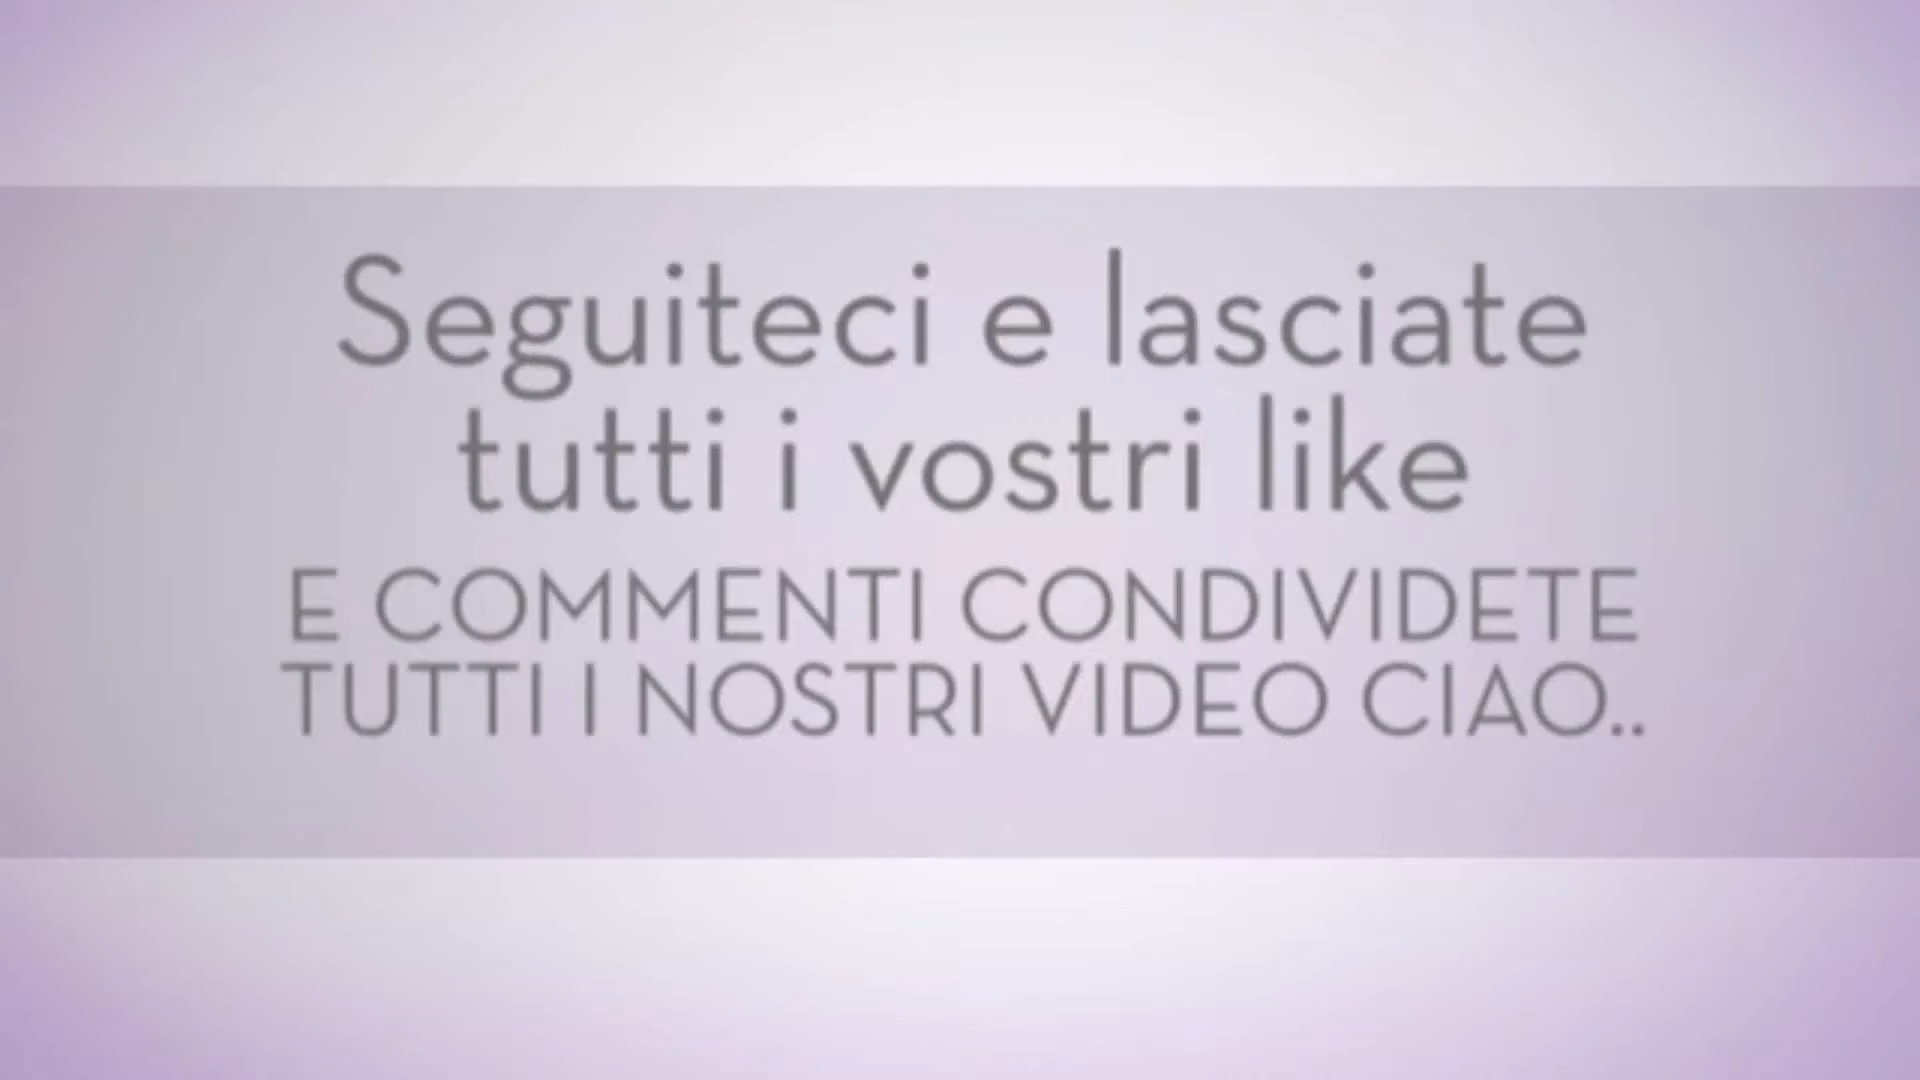 Seguiteci e lasciate
tutti i vostri like
E COMMENTI CONDIVIDETE
TUTTI I NOSTRI VIDEO CIAO..